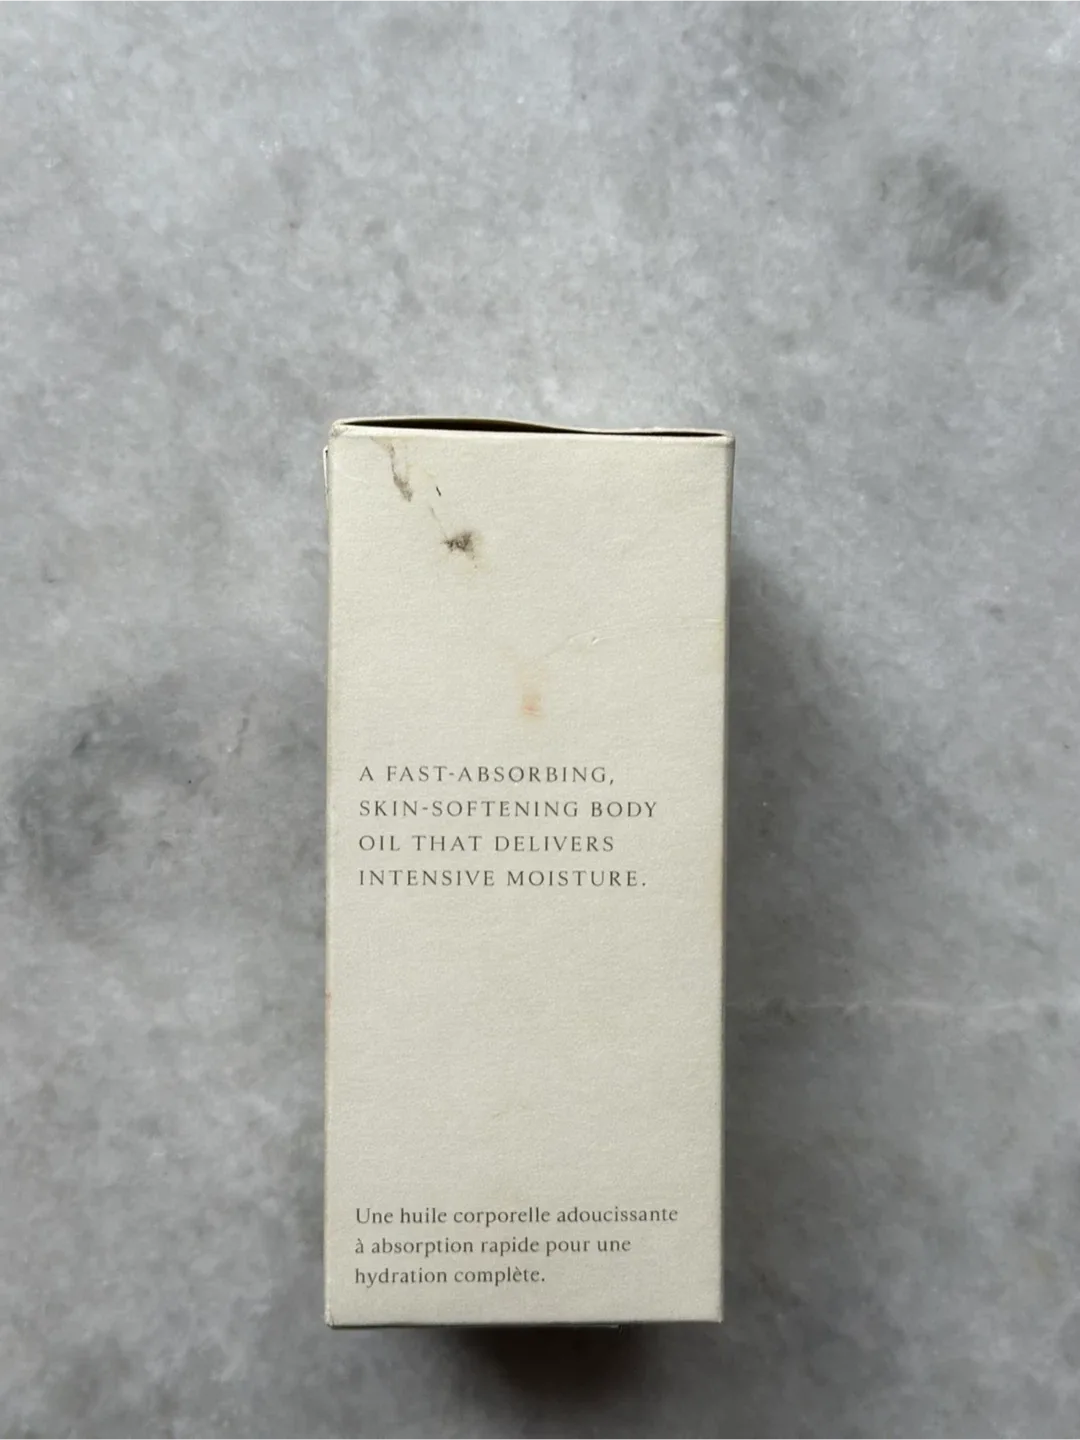 A FAST-ABSORBING,
SKIN-SOFTENING BODY
OIL THAT DELIVERS
INTENSIVE MOISTURE.
Une huile corporelle adoucissante
à absorption rapide pour une
hydration complète.